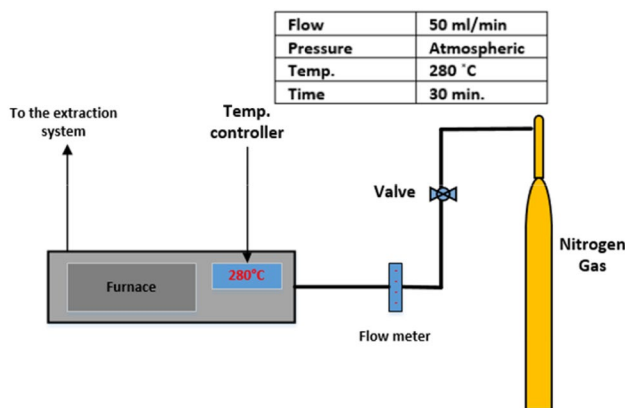 Flow 50 ml/min
Pressure Atmospheric
Temp. 280 °C
Time 30 min.
To the extraction
system
Temp.
controller
Valve
Nitrogen
Gas
280°C
Furnace
Flow meter